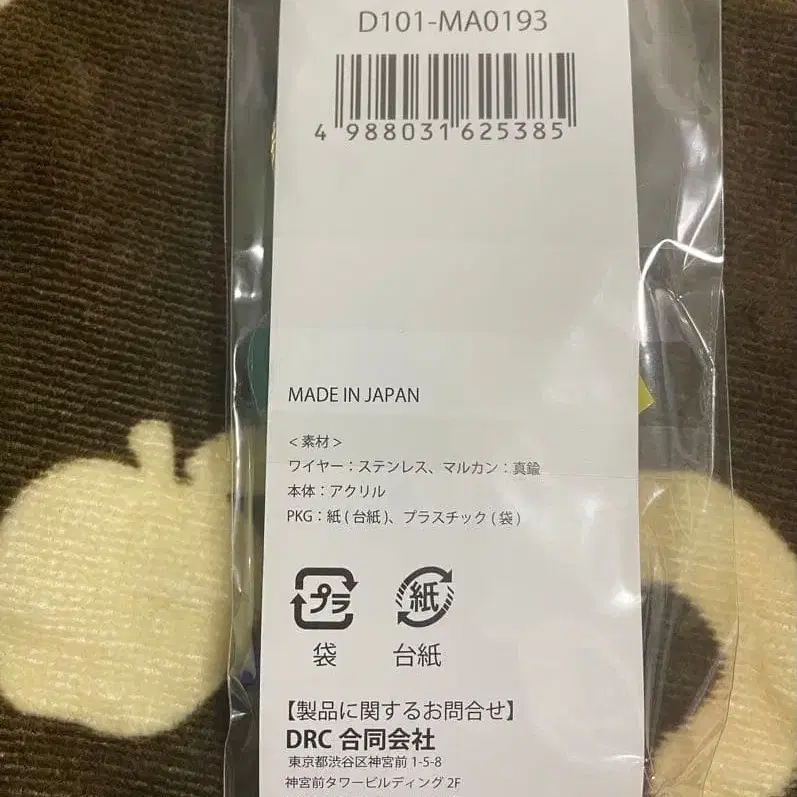 D101-MA0193
4 988031 625385
MADE IN JAPAN
<素材>
ワイヤー：ステンレス、マルカン：真鍮
本体：アクリル
PKG：紙(台紙)、プラスチック(袋)
プラ 紙
袋 台紙
【製品に関するお問合せ】
DRC 合同会社
東京都渋谷区神宮前 1-5-8
神宮前タワービルディング 2F